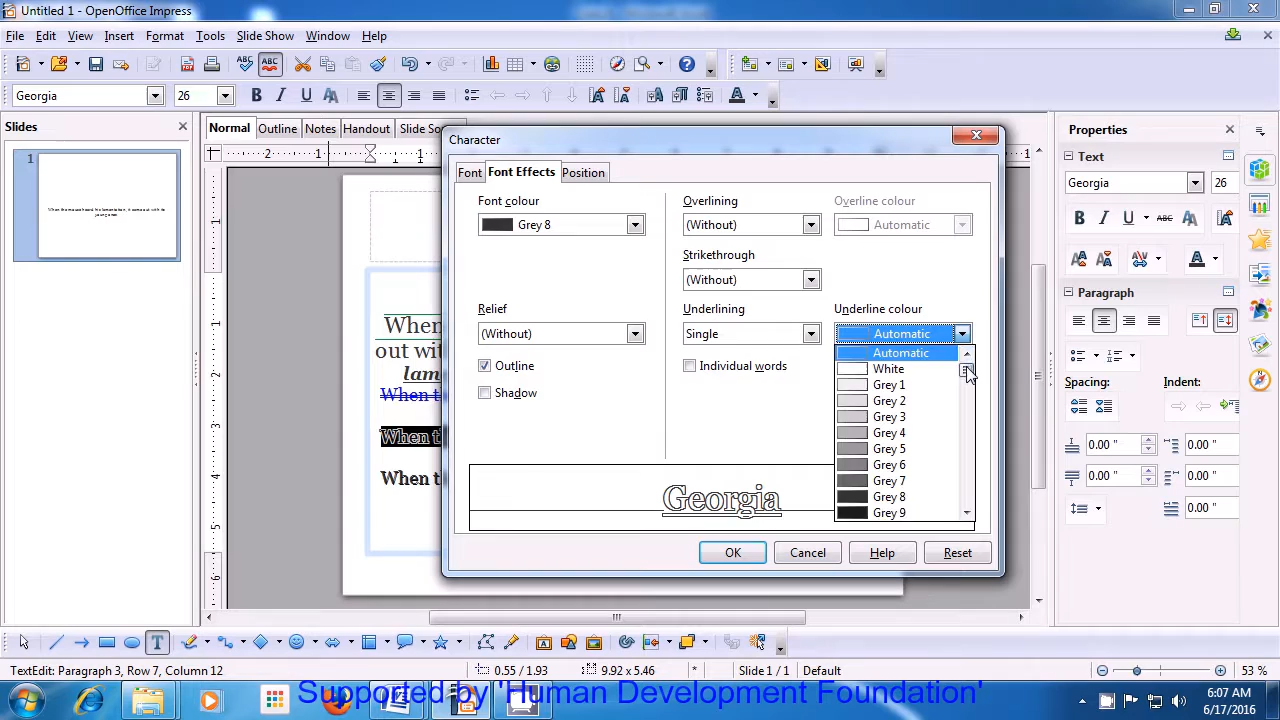 Untitled 1 - OpenOffice Impress
File Edit View Insert Format Tools Slide Show Window Help
Georgia 26
Slides
Normal Outline Notes Handout
1
Character
Font Font Effects Position
Font colour
Grey 8
Overlining
(Without)
Overline colour
Automatic
Strikethrough
(Without)
Relief
(Without)
Underlining
Single
Underline colour
Automatic
Outline
Shadow
Individual words
Automatic
White
Grey 1
Grey 2
Grey 3
Grey 4
Grey 5
Grey 6
Grey 7
Grey 8
Grey 9
Georgia
OK Cancel Help Reset
When
out wit
lam
When t
When t
When t
Properties
Text
Georgia 26
Paragraph
Spacing: Indent:
0.00 " 0.00 "
0.00 " 0.00 "
0.00 "
TextEdit: Paragraph 3, Row 7, Column 12 0.55 / 1.93 9.92 x 5.46 * Slide 1 / 1 Default 53 %
Supported by 'Human Development Foundation'
6:07 AM
6/17/2016